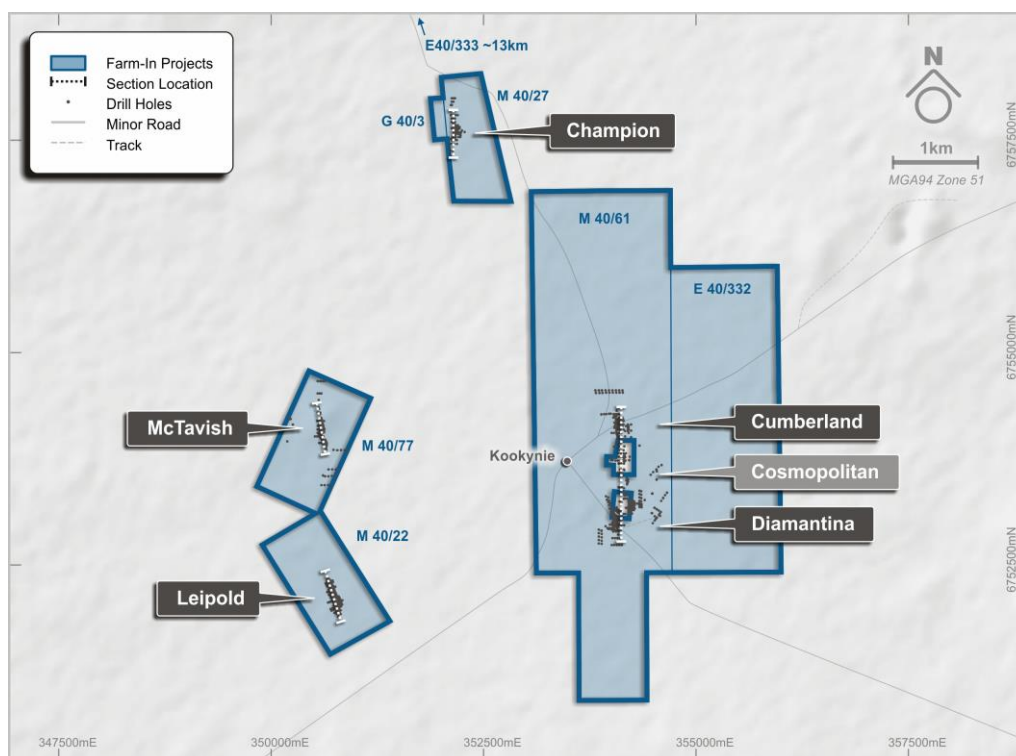 Farm-In Projects
Section Location
Drill Holes
Minor Road
Track
E40/333 ~13km
M 40/27
G 40/3
Champion
N
1km
MGA94 Zone 51
6757500mN
M 40/61
E 40/332
6755000mN
McTavish
M 40/77
Kookynie
Cumberland
Cosmopolitan
Diamantina
M 40/22
Leipold
6752500mN
347500mE
350000mE
352500mE
355000mE
357500mE